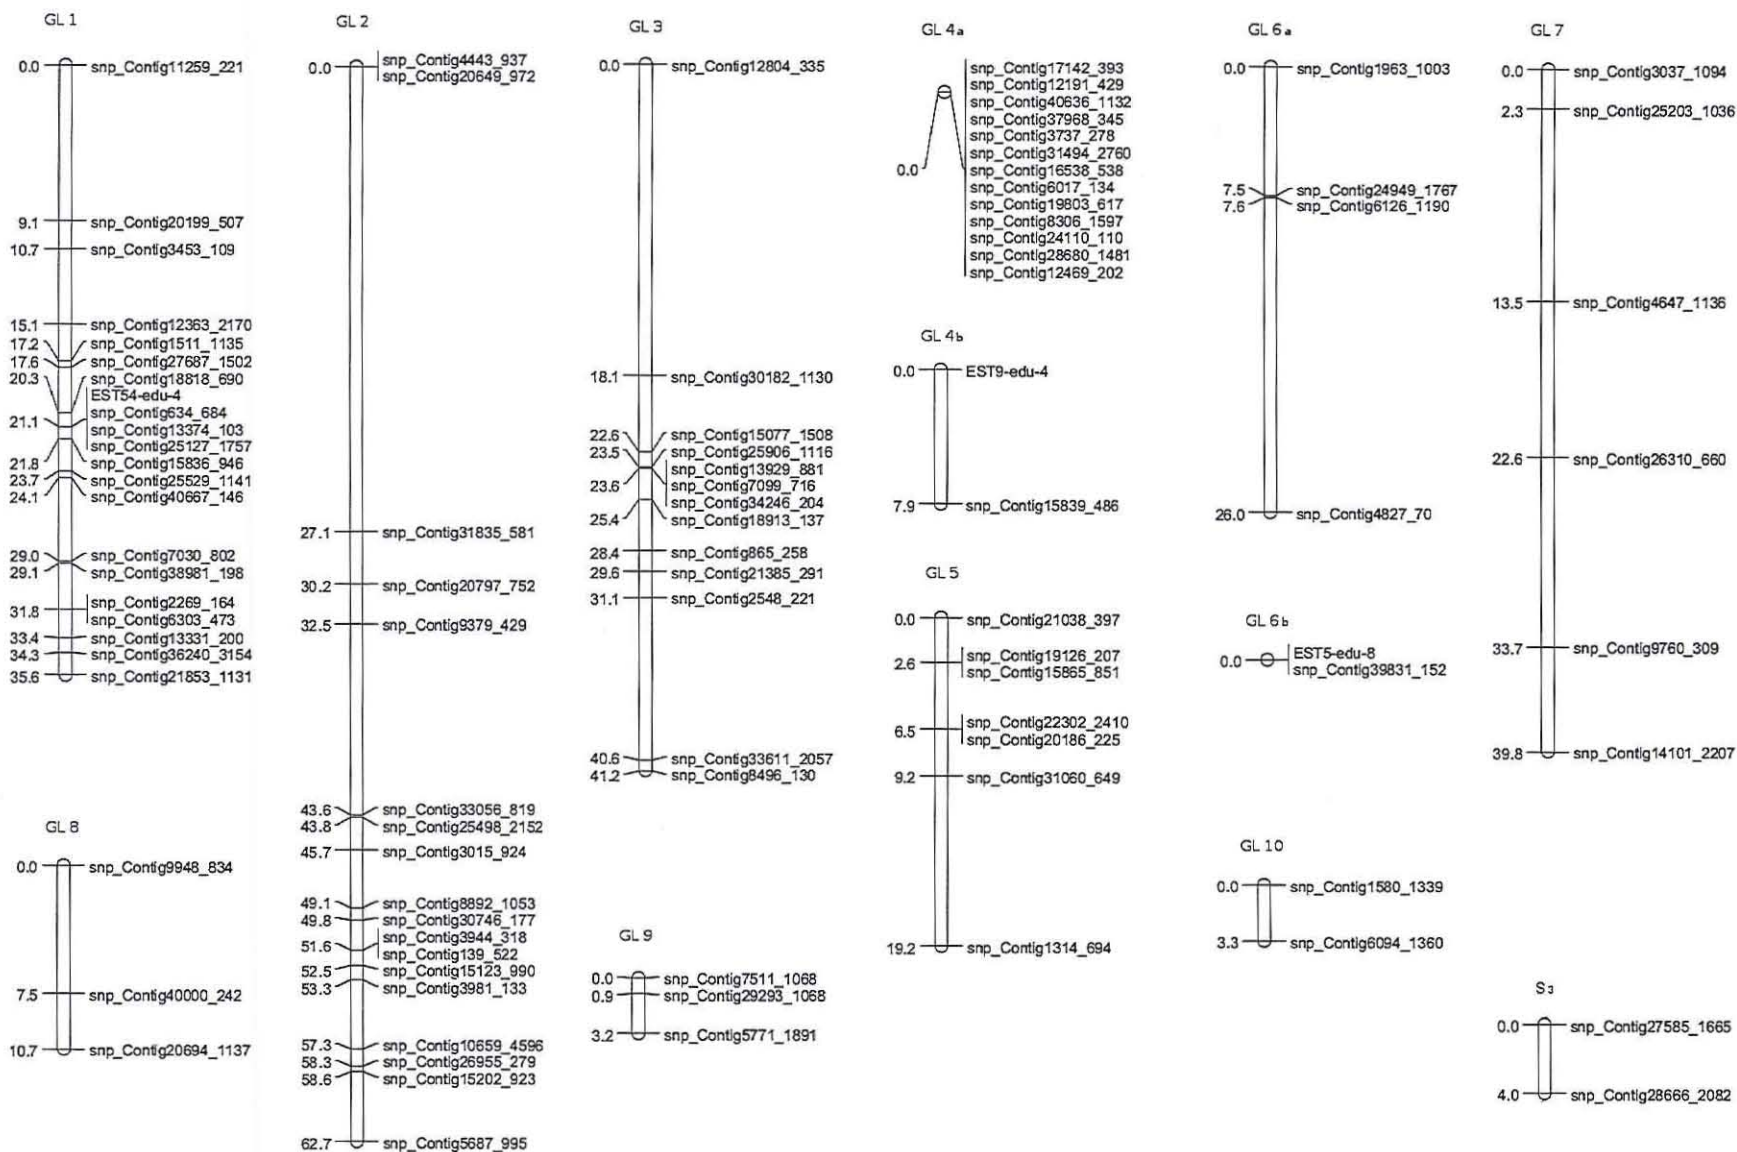 GL 1
0.0 snp_Contig11259_221
9.1 snp_Contig20199_507
10.7 snp_Contig3453_109
15.1 snp_Contig12363_2170
17.2 snp_Contig1511_1135
17.6 snp_Contig27687_1502
20.3 snp_Contig18818_690
EST54-edu-4
snp_Contig634_684
21.1 snp_Contig13374_103
snp_Contig25127_1757
21.8 snp_Contig15836_946
23.7 snp_Contig25529_1141
24.1 snp_Contig40667_146
29.0 snp_Contig7030_802
29.1 snp_Contig38981_198
31.8 snp_Contig2269_164
snp_Contig6303_473
33.4 snp_Contig13331_200
34.3 snp_Contig36240_3154
35.6 snp_Contig21853_1131
GL 8
0.0 snp_Contig9948_834
7.5 snp_Contig40000_242
10.7 snp_Contig20694_1137
GL 2
0.0 snp_Contig4443_937
snp_Contig20649_972
27.1 snp_Contig31835_581
30.2 snp_Contig20797_752
32.5 snp_Contig9379_429
43.6 snp_Contig33056_819
43.8 snp_Contig25498_2152
45.7 snp_Contig3015_924
49.1 snp_Contig8892_1053
49.8 snp_Contig30746_177
51.6 snp_Contig3944_318
snp_Contig139_522
52.5 snp_Contig15123_990
53.3 snp_Contig3981_133
57.3 snp_Contig10659_4596
58.3 snp_Contig26955_279
58.6 snp_Contig15202_923
62.7 snp_Contig5687_995
GL 3
0.0 snp_Contig12804_335
18.1 snp_Contig30182_1130
22.6 snp_Contig15077_1508
23.5 snp_Contig25906_1116
snp_Contig13929_881
23.6 snp_Contig7099_716
snp_Contig34246_204
25.4 snp_Contig18913_137
28.4 snp_Contig865_258
29.6 snp_Contig21385_291
31.1 snp_Contig2548_221
40.6 snp_Contig33611_2057
41.2 snp_Contig8496_130
GL 9
0.0 snp_Contig7511_1068
0.9 snp_Contig29293_1068
3.2 snp_Contig5771_1891
GL 4a
snp_Contig17142_393
snp_Contig12191_429
snp_Contig40636_1132
snp_Contig37968_345
snp_Contig3737_278
snp_Contig31494_2760
0.0 snp_Contig16538_538
snp_Contig6017_134
snp_Contig19803_617
snp_Contig8306_1597
snp_Contig24110_110
snp_Contig28680_1481
snp_Contig12469_202
GL 4b
0.0 EST9-edu-4
7.9 snp_Contig15839_486
GL 5
0.0 snp_Contig21038_397
2.6 snp_Contig19126_207
snp_Contig15865_851
6.5 snp_Contig22302_2410
snp_Contig20186_225
9.2 snp_Contig31060_649
19.2 snp_Contig1314_694
GL 6a
0.0 snp_Contig1963_1003
7.5 snp_Contig24949_1767
7.6 snp_Contig6126_1190
26.0 snp_Contig4827_70
GL 6b
0.0 EST5-edu-8
snp_Contig39831_152
GL 10
0.0 snp_Contig1580_1339
3.3 snp_Contig6094_1360
GL 7
0.0 snp_Contig3037_1094
2.3 snp_Contig25203_1036
13.5 snp_Contig4647_1136
22.6 snp_Contig26310_660
33.7 snp_Contig9760_309
39.8 snp_Contig14101_2207
S3
0.0 snp_Contig27585_1665
4.0 snp_Contig28666_2082